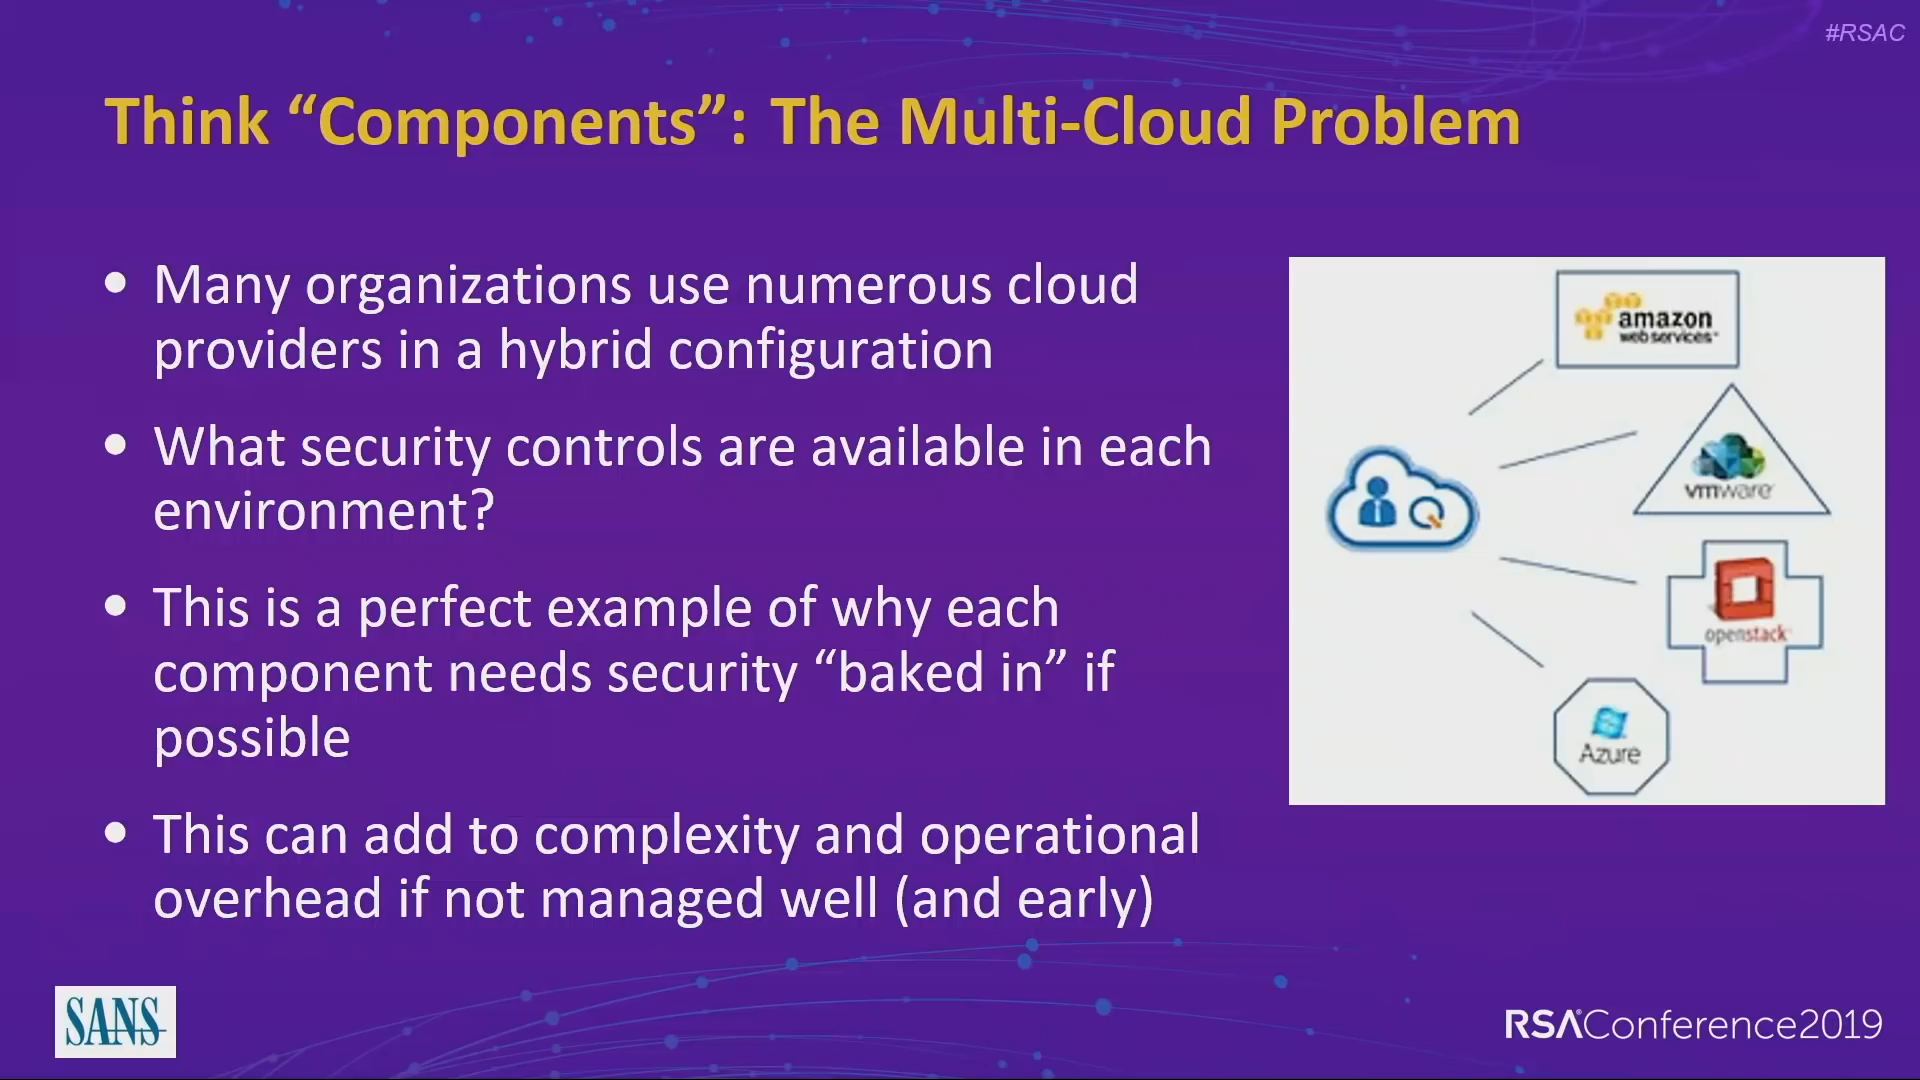 #RSAC
Think “Components”: The Multi-Cloud Problem
• Many organizations use numerous cloud
providers in a hybrid configuration
• What security controls are available in each
environment?
• This is a perfect example of why each
component needs security “baked in” if
possible
• This can add to complexity and operational
overhead if not managed well (and early)
amazon
webservices™
vmware
openstack
Azure
SANS
RSAConference2019